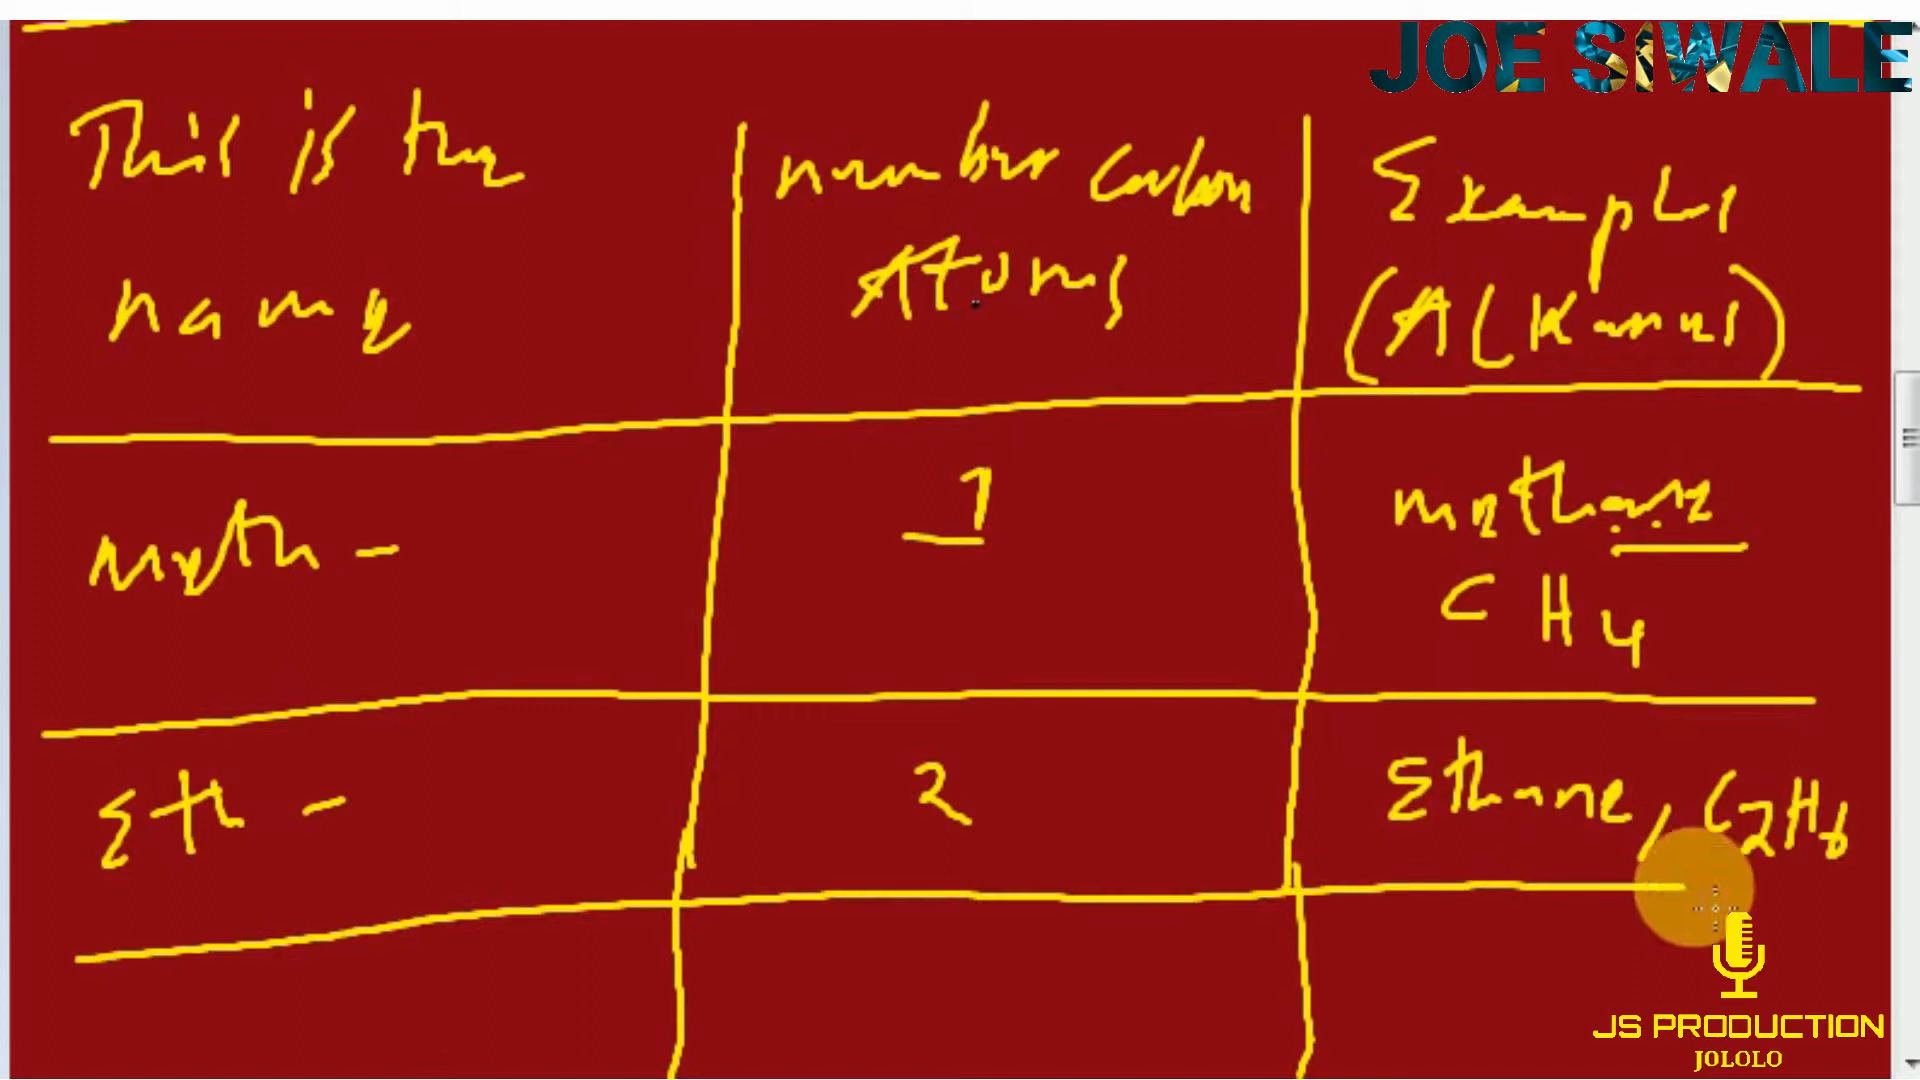 JOE SIWALE
This is the
name
number carbon
Atoms
Examples
(ALKanes)
meth -
1
methane
CH4
Eth -
2
Ethane, C2H6
JS PRODUCTION
JOLOLO